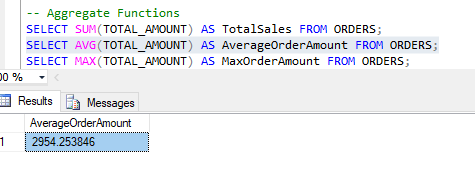 -- Aggregate Functions
SELECT SUM(TOTAL_AMOUNT) AS TotalSales FROM ORDERS;
SELECT AVG(TOTAL_AMOUNT) AS AverageOrderAmount FROM ORDERS;
SELECT MAX(TOTAL_AMOUNT) AS MaxOrderAmount FROM ORDERS;
00 %
Results Messages
AverageOrderAmount
1 2954.253846